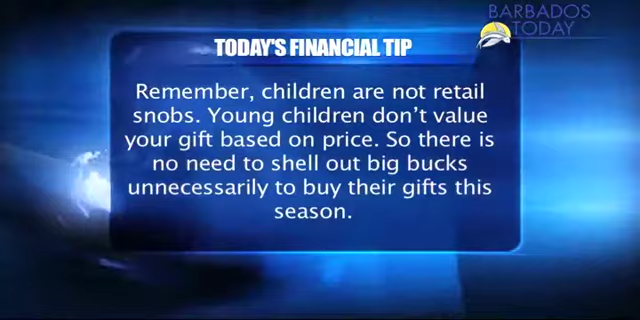 BARBADOS
TODAY
TODAY'S FINANCIAL TIP
Remember, children are not retail
snobs. Young children don't value
your gift based on price. So there is
no need to shell out big bucks
unnecessarily to buy their gifts this
season.